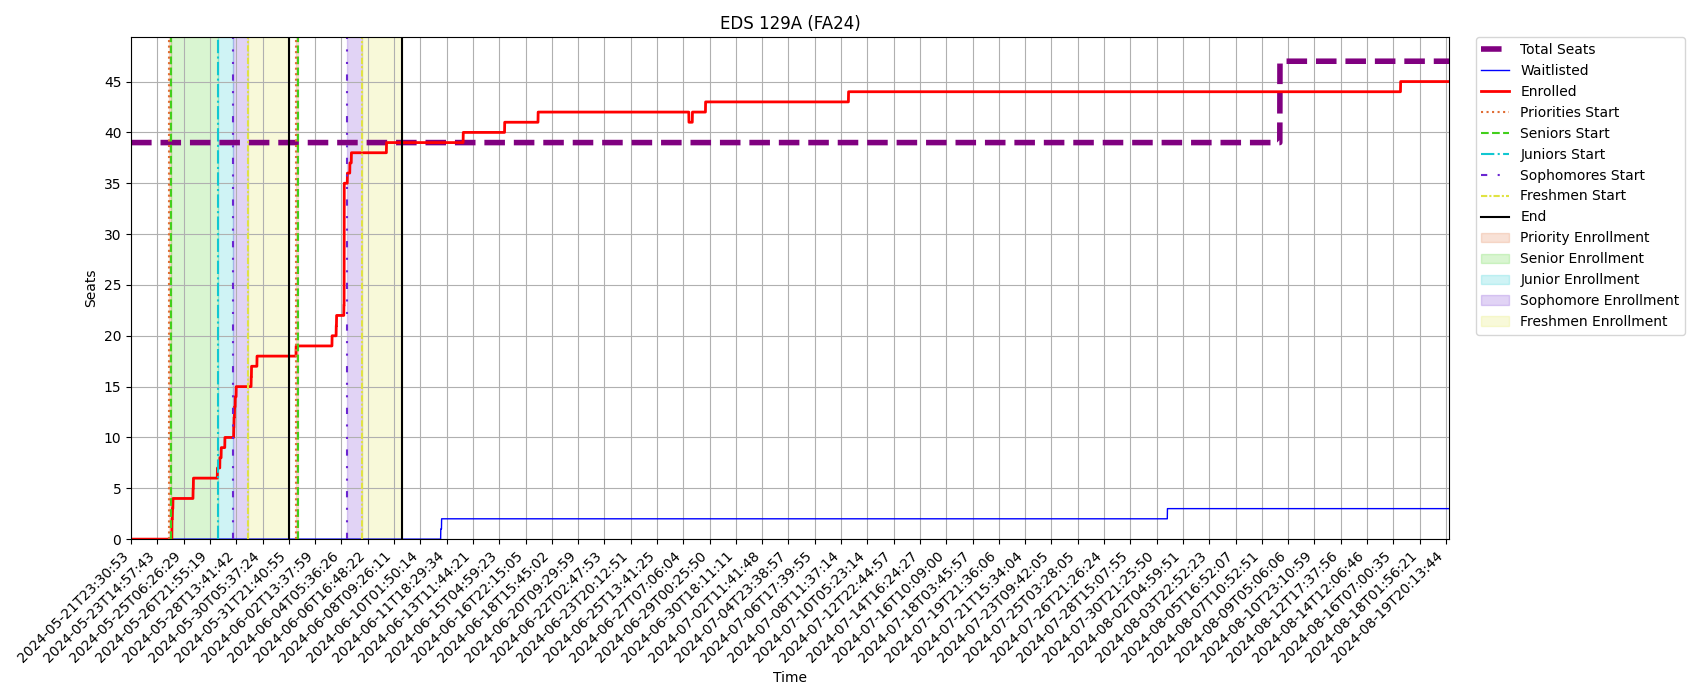 EDS 129A (FA24)
Seats
45
40
35
30
25
20
15
10
5
0
2024-05-21T23:30:53
2024-05-23T14:57:43
2024-05-25T06:26:29
2024-05-26T21:55:19
2024-05-28T13:41:42
2024-05-30T05:37:24
2024-05-31T21:40:55
2024-06-02T13:37:59
2024-06-04T05:36:26
2024-06-06T16:48:22
2024-06-08T09:26:11
2024-06-10T01:50:14
2024-06-11T18:29:34
2024-06-13T11:44:23
2024-06-15T04:59:23
2024-06-16T22:15:05
2024-06-18T15:45:02
2024-06-20T09:29:59
2024-06-22T02:47:53
2024-06-23T20:12:51
2024-06-25T13:41:25
2024-06-27T07:06:04
2024-06-29T00:25:50
2024-06-30T18:11:11
2024-07-02T11:41:48
2024-07-04T23:38:57
2024-07-06T17:39:55
2024-07-08T11:37:14
2024-07-10T05:23:14
2024-07-12T22:44:57
2024-07-14T16:24:27
2024-07-16T10:09:00
2024-07-18T03:45:57
2024-07-19T21:36:06
2024-07-21T15:34:04
2024-07-23T09:42:05
2024-07-25T03:28:05
2024-07-26T21:26:24
2024-07-28T15:07:55
2024-07-30T21:25:50
2024-08-02T04:59:51
2024-08-03T22:52:23
2024-08-05T16:52:07
2024-08-07T10:52:51
2024-08-09T05:06:06
2024-08-10T23:10:59
2024-08-12T17:37:56
2024-08-14T12:06:46
2024-08-16T07:00:35
2024-08-18T01:56:21
2024-08-19T20:13:44
Time
Total Seats
Waitlisted
Enrolled
Priorities Start
Seniors Start
Juniors Start
Sophomores Start
Freshmen Start
End
Priority Enrollment
Senior Enrollment
Junior Enrollment
Sophomore Enrollment
Freshmen Enrollment